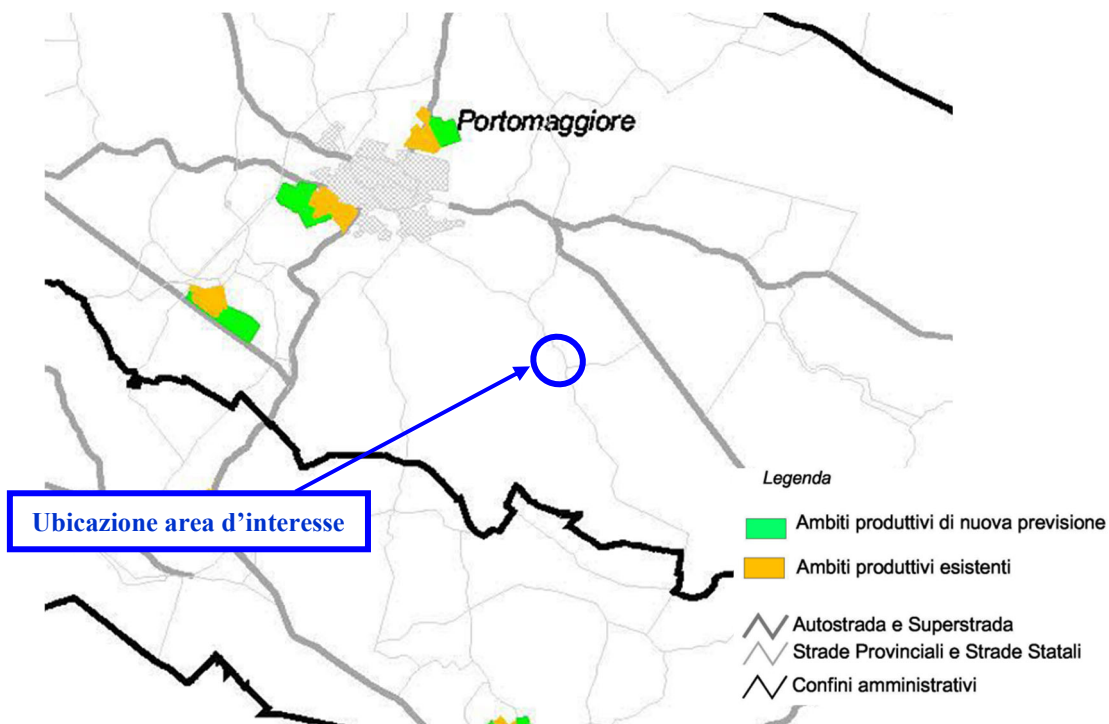 Portomaggiore
Ubicazione area d’interesse
Legenda
Ambiti produttivi di nuova previsione
Ambiti produttivi esistenti
Autostrada e Superstrada
Strade Provinciali e Strade Statali
Confini amministrativi